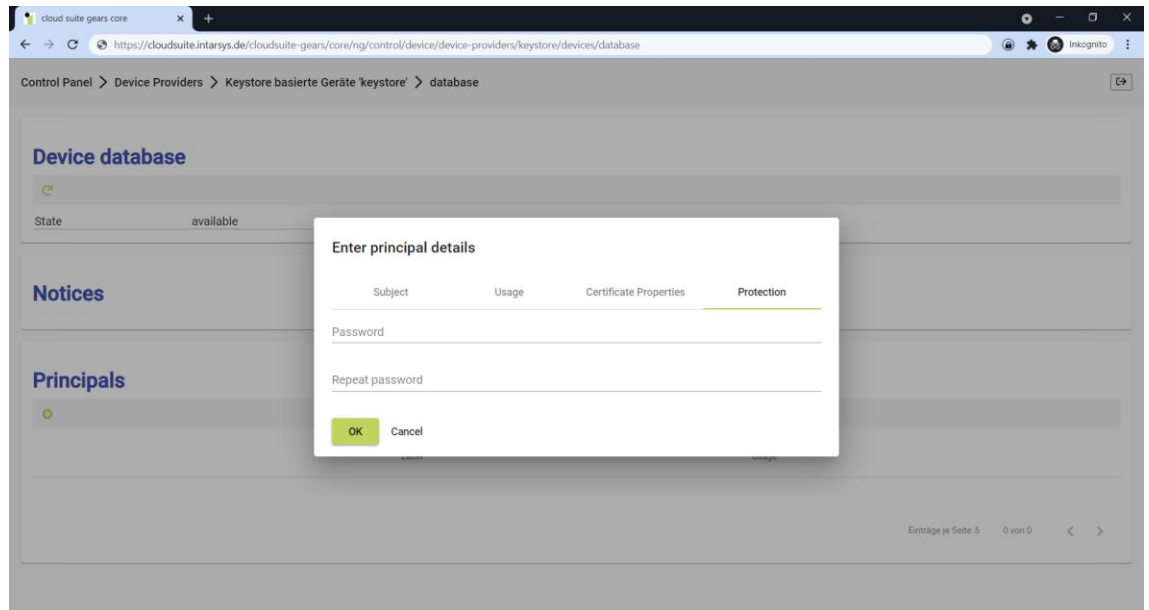 cloud suite gears core
https://cloudsuite.intarsys.de/cloudsuite-gears/core/ng/control/device/device-providers/keystore/devices/database
Inkognito
Control Panel > Device Providers > Keystore basierte Geräte 'keystore' > database
Device database
State available
Enter principal details
Subject Usage Certificate Properties Protection
Notices
Password
Repeat password
Principals
OK Cancel
Label Usage
Einträge je Seite 5 0 von 0